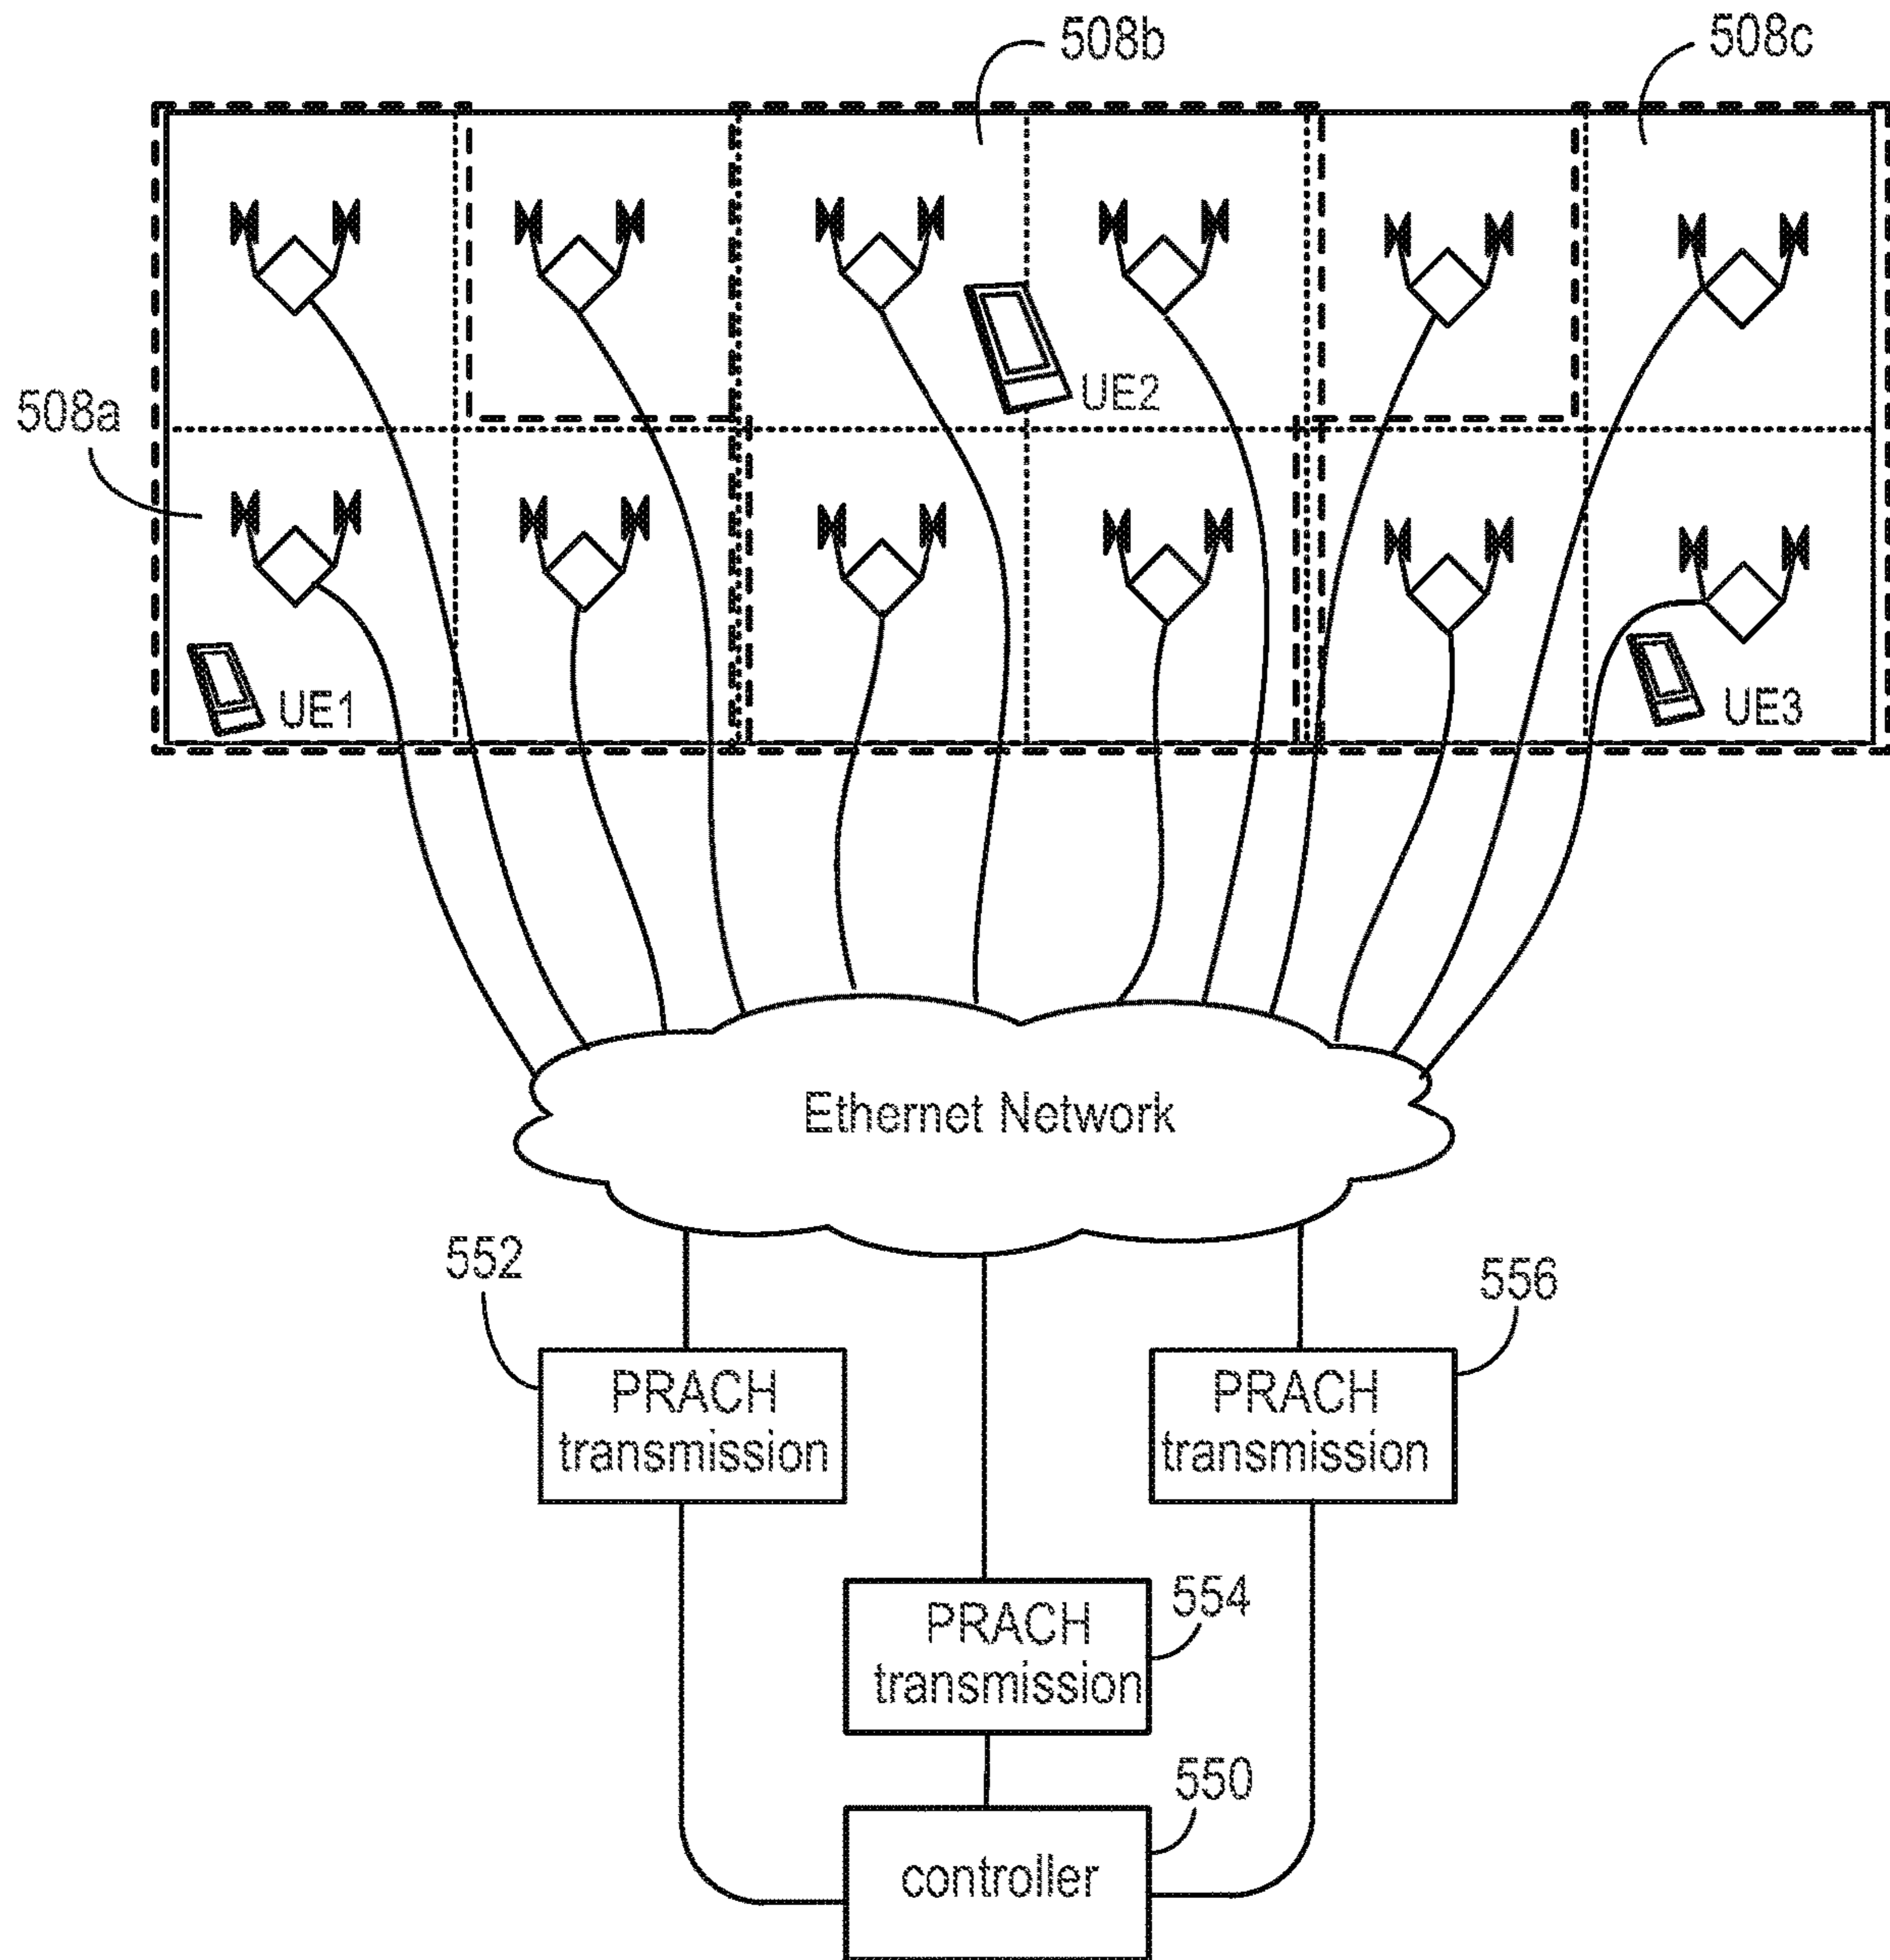 508b
508c
508a
UE2
UE1
UE3
Ethernet Network
552
556
PRACH
transmission
PRACH
transmission
554
PRACH
transmission
550
controller